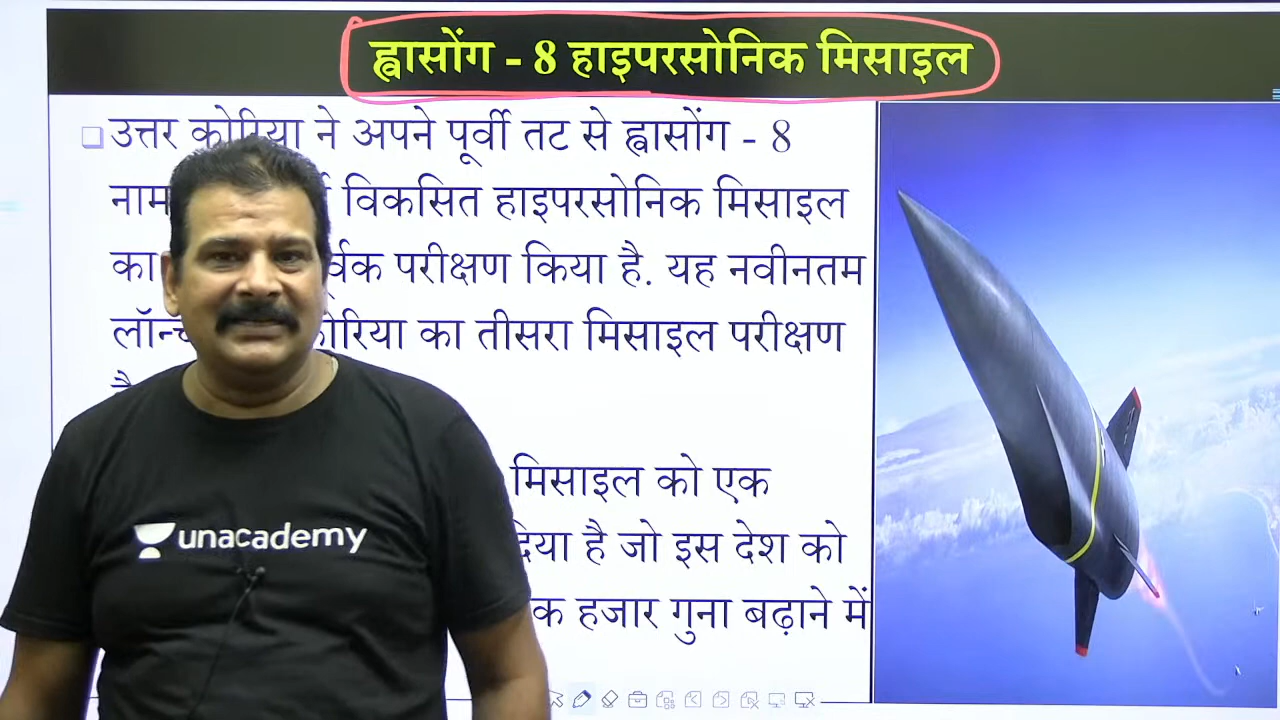 ह्वासोंग - 8 हाइपरसोनिक मिसाइल
उत्तर कोरिया ने अपने पूर्वी तट से ह्वासोंग - 8
नाम विकसित हाइपरसोनिक मिसाइल
का परीक्षण किया है. यह नवीनतम
का तीसरा मिसाइल परीक्षण
मिसाइल को एक
है जो इस देश को
हजार गुना बढ़ाने में
unacademy